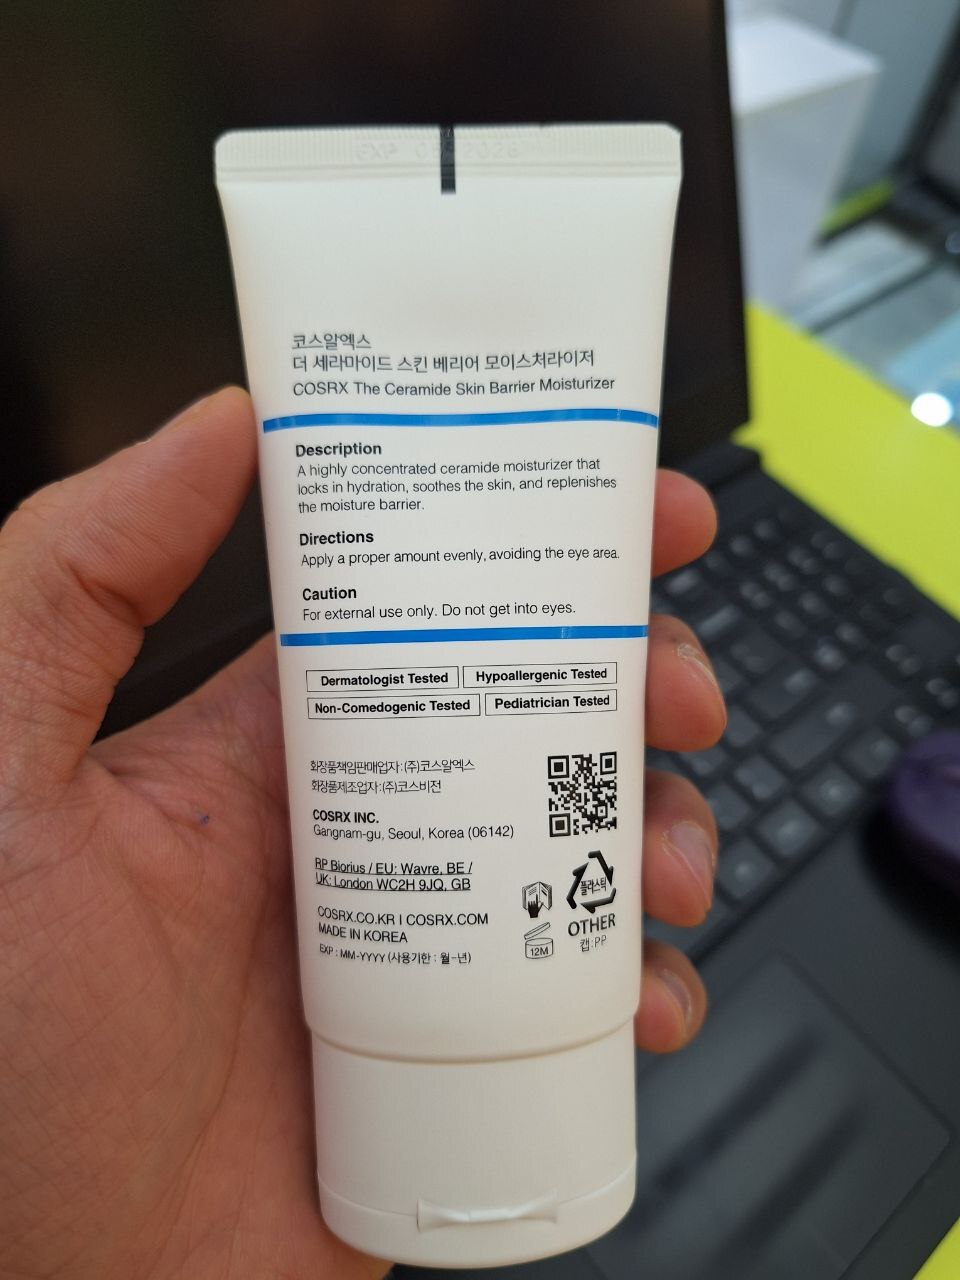 코스알엑스
더 세라마이드 스킨 베리어 모이스처라이저
COSRX The Ceramide Skin Barrier Moisturizer
Description
A highly concentrated ceramide moisturizer that
locks in hydration, soothes the skin, and replenishes
the moisture barrier.
Directions
Apply a proper amount evenly, avoiding the eye area.
Caution
For external use only. Do not get into eyes.
Dermatologist Tested
Hypoallergenic Tested
Non-Comedogenic Tested
Pediatrician Tested
화장품책임판매업자:(주)코스알엑스
화장품제조업자:(주)코스비전
COSRX INC.
Gangnam-gu, Seoul, Korea (06142)
RP Biorius / EU: Wavre, BE /
UK: London WC2H 9JQ, GB
COSRX.CO.KR I COSRX.COM
MADE IN KOREA
EXP : MM-YYYY (사용기한 : 월-년)
12M
플라스틱
OTHER
캡:PP